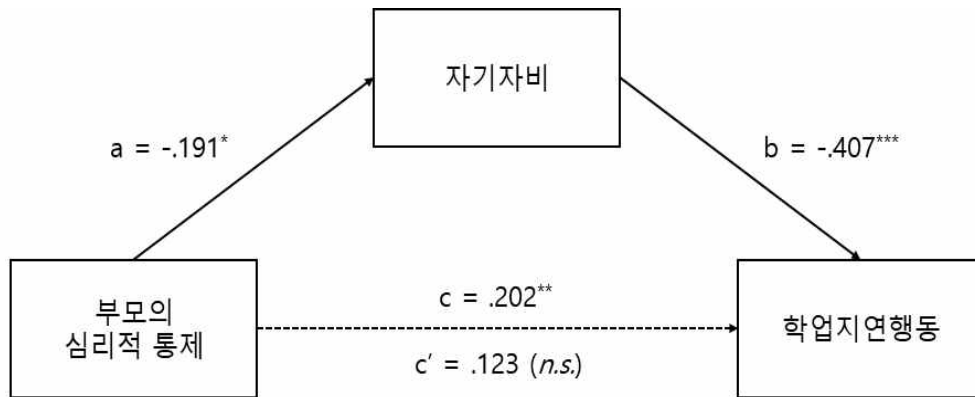 자기자비
a = -.191*
b = -.407***
부모의
심리적 통제
c = .202**
c′ = .123 (n.s.)
학업지연행동